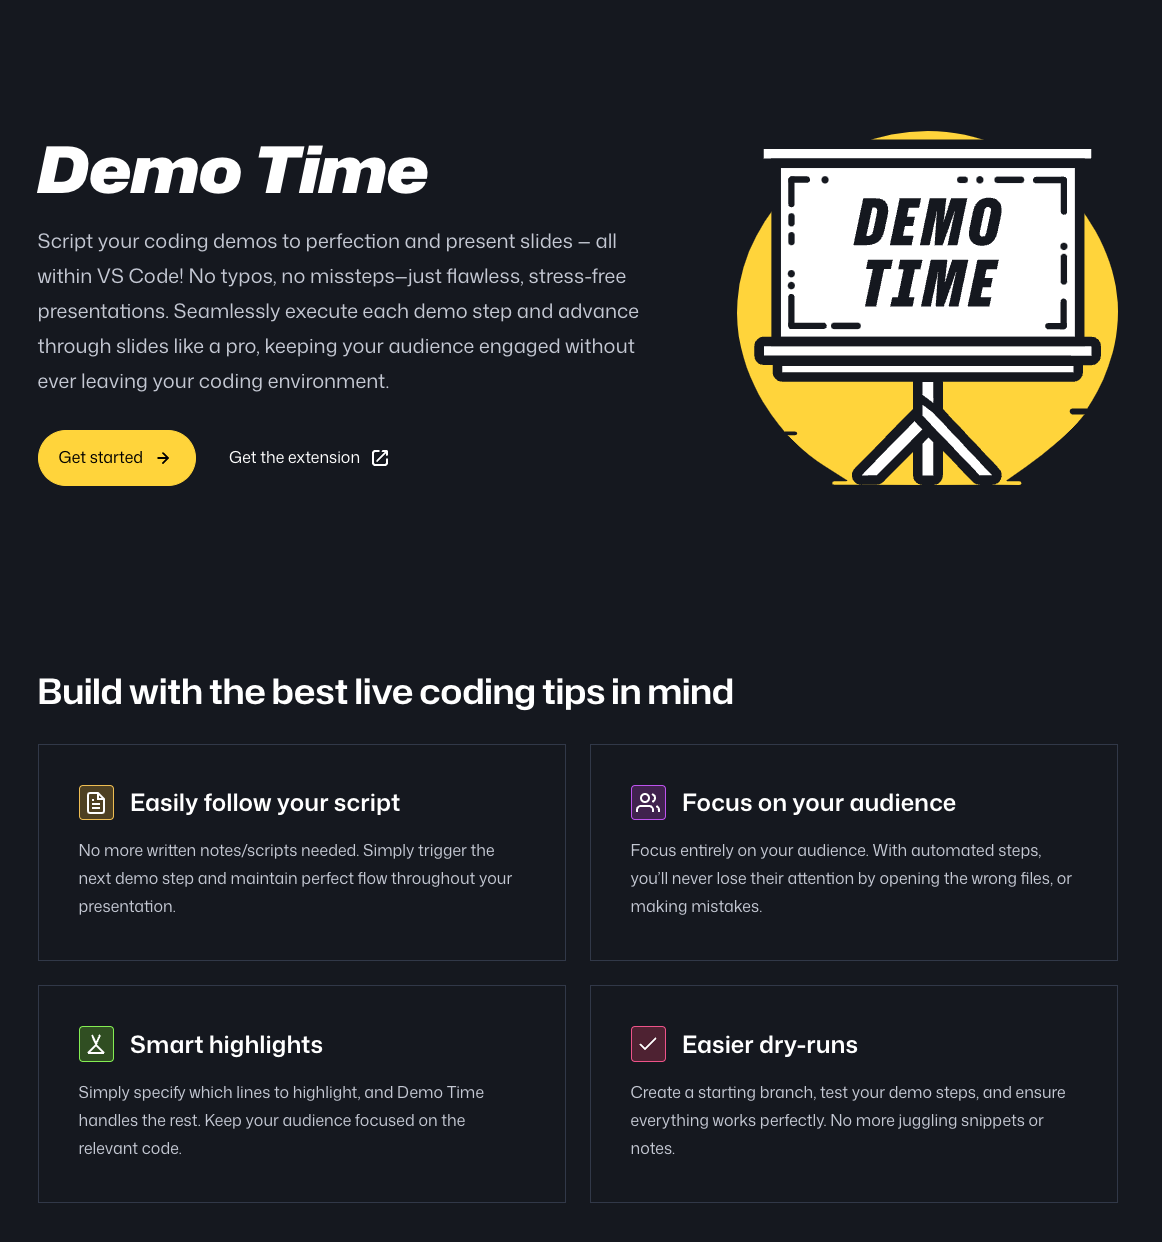 Demo Time
Script your coding demos to perfection and present slides — all
within VS Code! No typos, no missteps—just flawless, stress-free
presentations. Seamlessly execute each demo step and advance
through slides like a pro, keeping your audience engaged without
ever leaving your coding environment.
Get started
Get the extension
DEMO
TIME
Build with the best live coding tips in mind
Easily follow your script
No more written notes/scripts needed. Simply trigger the
next demo step and maintain perfect flow throughout your
presentation.
Focus on your audience
Focus entirely on your audience. With automated steps,
you’ll never lose their attention by opening the wrong files, or
making mistakes.
Smart highlights
Simply specify which lines to highlight, and Demo Time
handles the rest. Keep your audience focused on the
relevant code.
Easier dry-runs
Create a starting branch, test your demo steps, and ensure
everything works perfectly. No more juggling snippets or
notes.